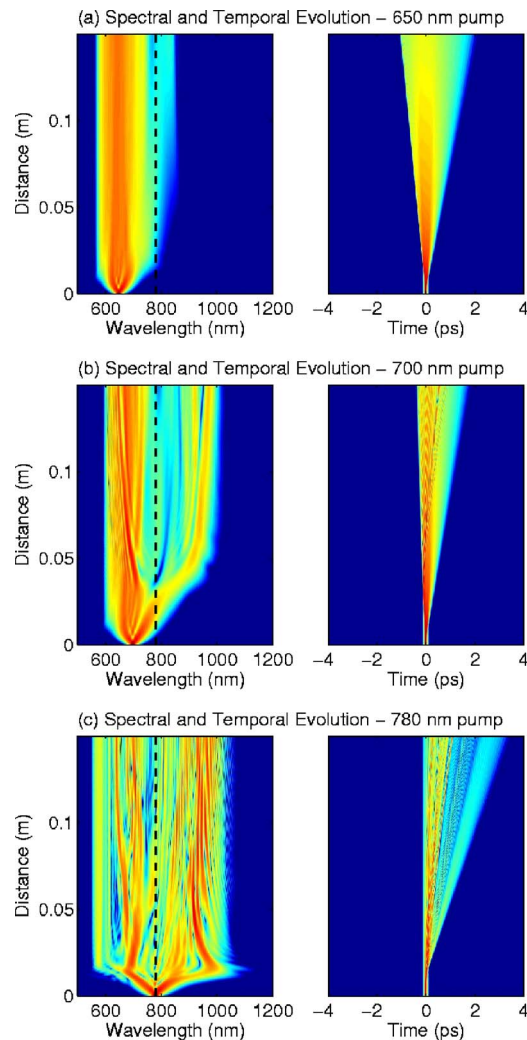 (a) Spectral and Temporal Evolution – 650 nm pump
Distance (m)
0.1
0.05
0
600 800 1000 1200
Wavelength (nm)
−4 −2 0 2 4
Time (ps)
(b) Spectral and Temporal Evolution – 700 nm pump
Distance (m)
0.1
0.05
0
600 800 1000 1200
Wavelength (nm)
−4 −2 0 2 4
Time (ps)
(c) Spectral and Temporal Evolution – 780 nm pump
Distance (m)
0.1
0.05
0
600 800 1000 1200
Wavelength (nm)
−4 −2 0 2 4
Time (ps)